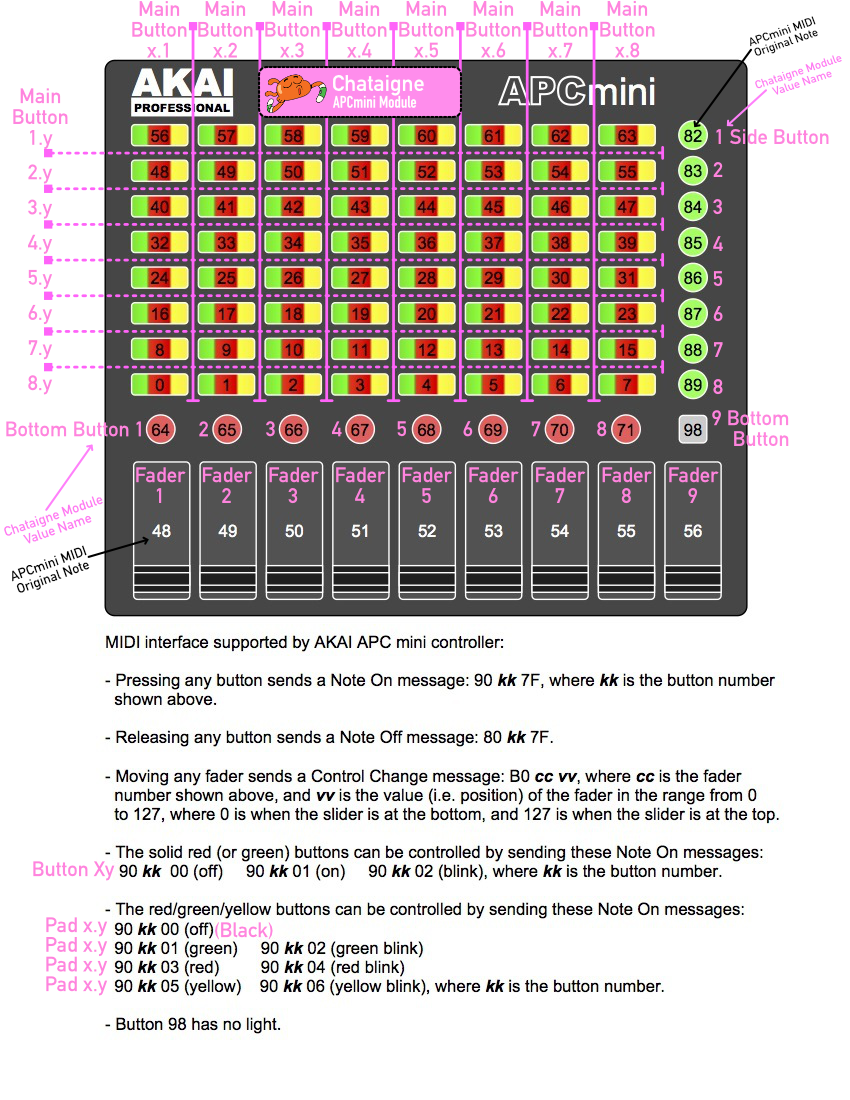 Main Main Main Main Main Main Main Main
Button Button Button Button Button Button Button Button
x.1 x.2 x.3 x.4 x.5 x.6 x.7 x.8
APCmini MIDI
Original Note
Chataigne Module
Value Name
AKAI
PROFESSIONAL
Chataigne
APCmini Module
APCmini
Main
Button
1.y 56 57 58 59 60 61 62 63 82 1 Side Button
2.y 48 49 50 51 52 53 54 55 83 2
3.y 40 41 42 43 44 45 46 47 84 3
4.y 32 33 34 35 36 37 38 39 85 4
5.y 24 25 26 27 28 29 30 31 86 5
6.y 16 17 18 19 20 21 22 23 87 6
7.y 8 9 10 11 12 13 14 15 88 7
8.y 0 1 2 3 4 5 6 7 89 8
Bottom Button 1 64 2 65 3 66 4 67 5 68 6 69 7 70 8 71 98 9 Bottom
Button
Fader Fader Fader Fader Fader Fader Fader Fader Fader
1 2 3 4 5 6 7 8 9
48 49 50 51 52 53 54 55 56
Chataigne Module
Value Name
APCmini MIDI
Original Note
MIDI interface supported by AKAI APC mini controller:
- Pressing any button sends a Note On message: 90 kk 7F, where kk is the button number
shown above.
- Releasing any button sends a Note Off message: 80 kk 7F.
- Moving any fader sends a Control Change message: B0 cc vv, where cc is the fader
number shown above, and vv is the value (i.e. position) of the fader in the range from 0
to 127, where 0 is when the slider is at the bottom, and 127 is when the slider is at the top.
- The solid red (or green) buttons can be controlled by sending these Note On messages:
Button Xy 90 kk 00 (off) 90 kk 01 (on) 90 kk 02 (blink), where kk is the button number.
- The red/green/yellow buttons can be controlled by sending these Note On messages:
Pad x.y 90 kk 00 (off)(Black)
Pad x.y 90 kk 01 (green) 90 kk 02 (green blink)
Pad x.y 90 kk 03 (red) 90 kk 04 (red blink)
Pad x.y 90 kk 05 (yellow) 90 kk 06 (yellow blink), where kk is the button number.
- Button 98 has no light.